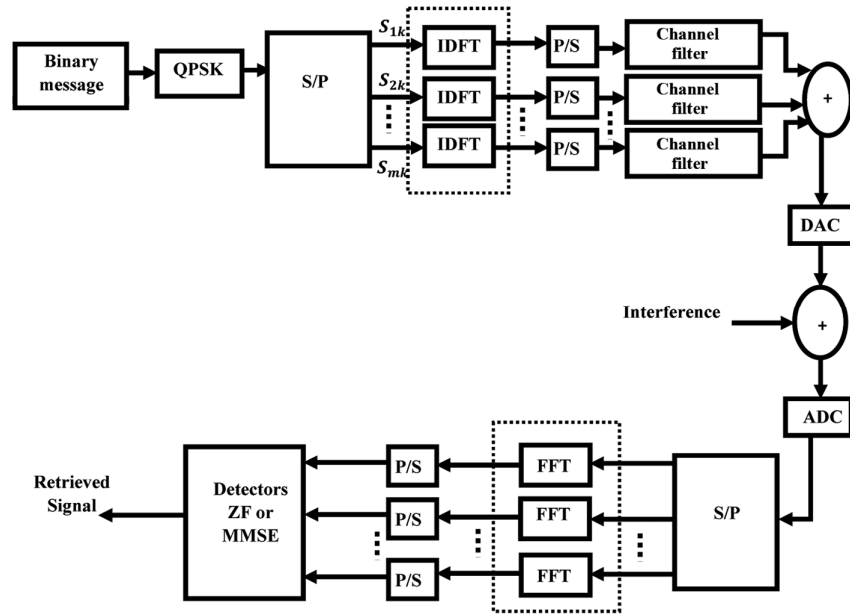 Binary
message
QPSK
S/P
S1k
IDFT
P/S
Channel
filter
S2k
IDFT
P/S
Channel
filter
Smk
IDFT
P/S
Channel
filter
+
DAC
Interference
+
ADC
S/P
FFT
P/S
FFT
P/S
FFT
P/S
Detectors
ZF or
MMSE
Retrieved
Signal